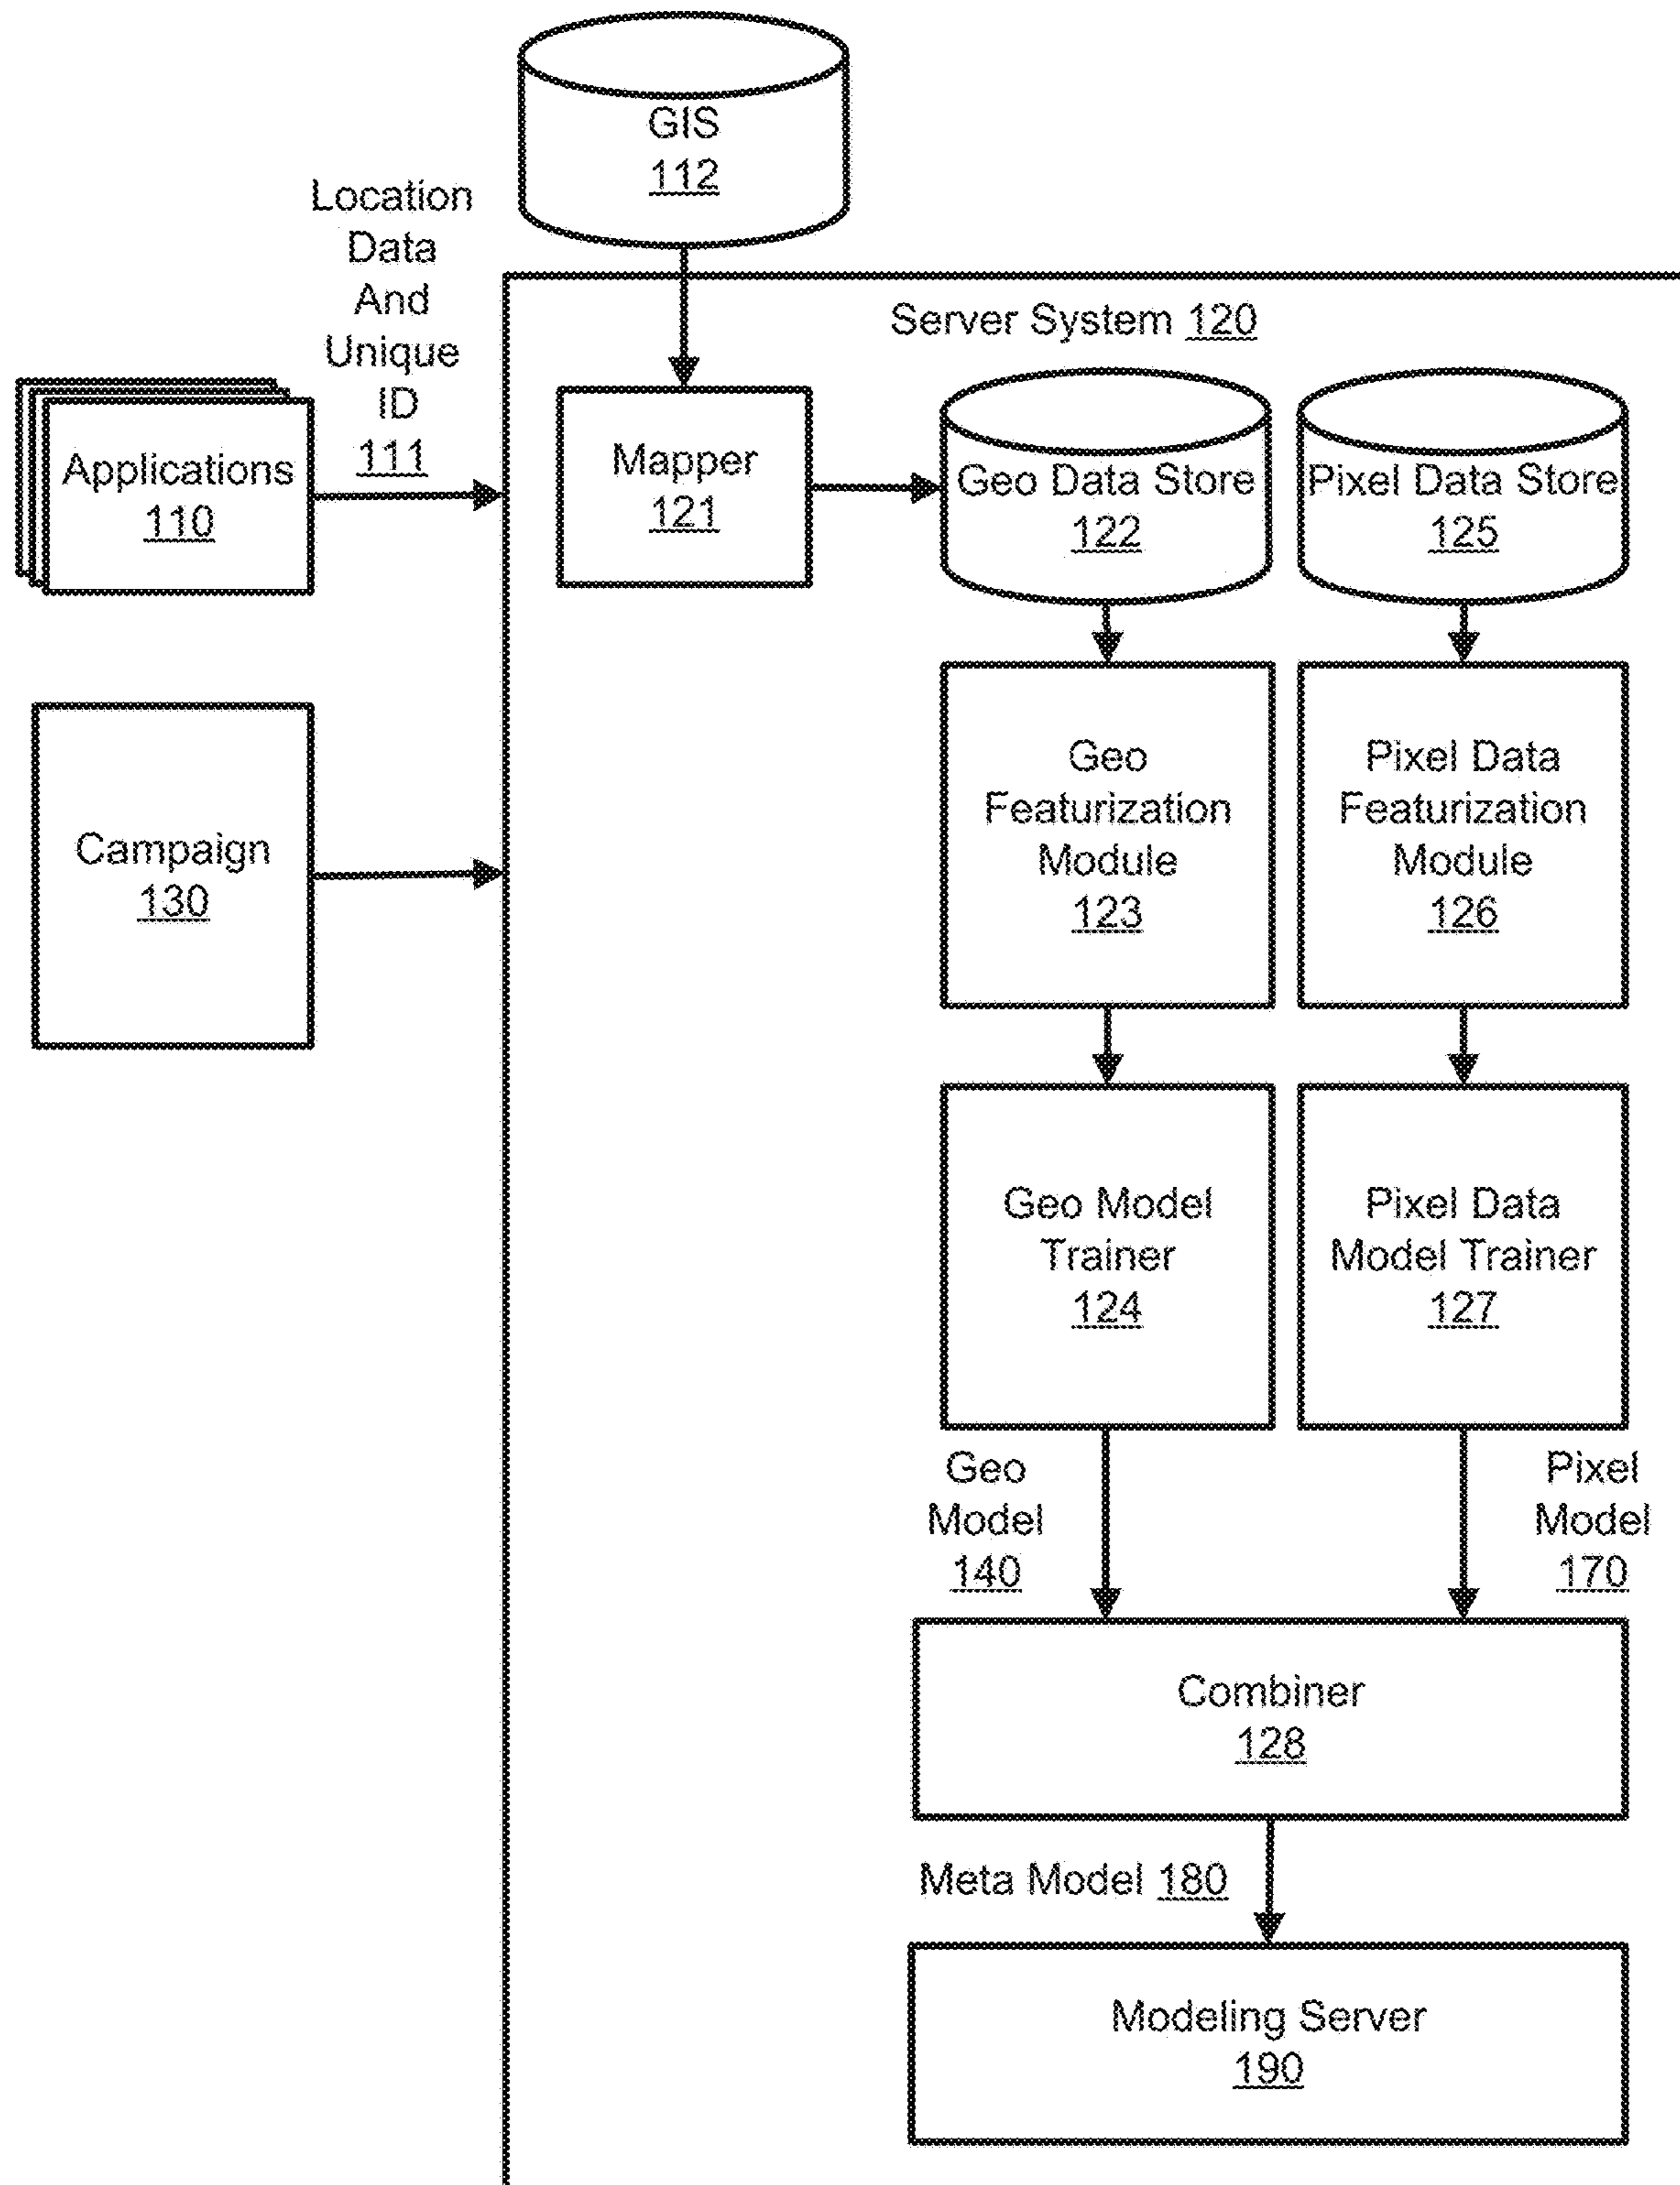 GIS
112
Location
Data
And
Unique
ID
111
Server System 120
Applications
110
Mapper
121
Geo Data Store
122
Pixel Data Store
125
Campaign
130
Geo
Featurization
Module
123
Pixel Data
Featurization
Module
126
Geo Model
Trainer
124
Pixel Data
Model Trainer
127
Geo
Model
140
Pixel
Model
170
Combiner
128
Meta Model 180
Modeling Server
190